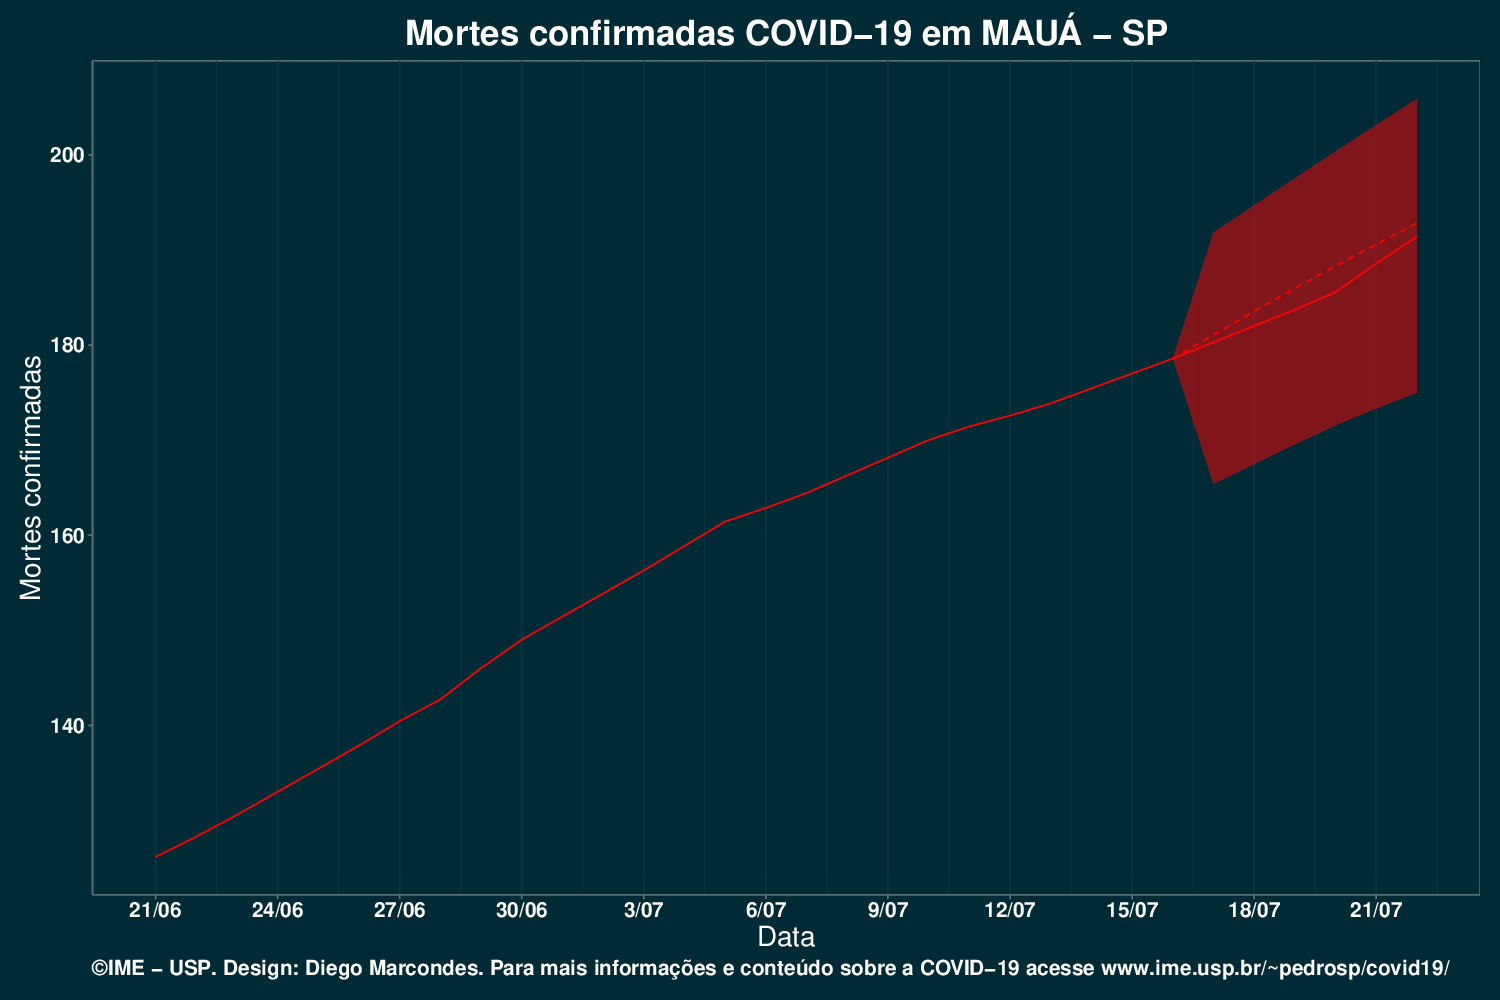 Mortes confirmadas COVID−19 em MAUÁ − SP
Mortes confirmadas
200
180
160
140
21/06 24/06 27/06 30/06 3/07 6/07 9/07 12/07 15/07 18/07 21/07
Data
©IME − USP. Design: Diego Marcondes. Para mais informações e conteúdo sobre a COVID−19 acesse www.ime.usp.br/~pedrosp/covid19/